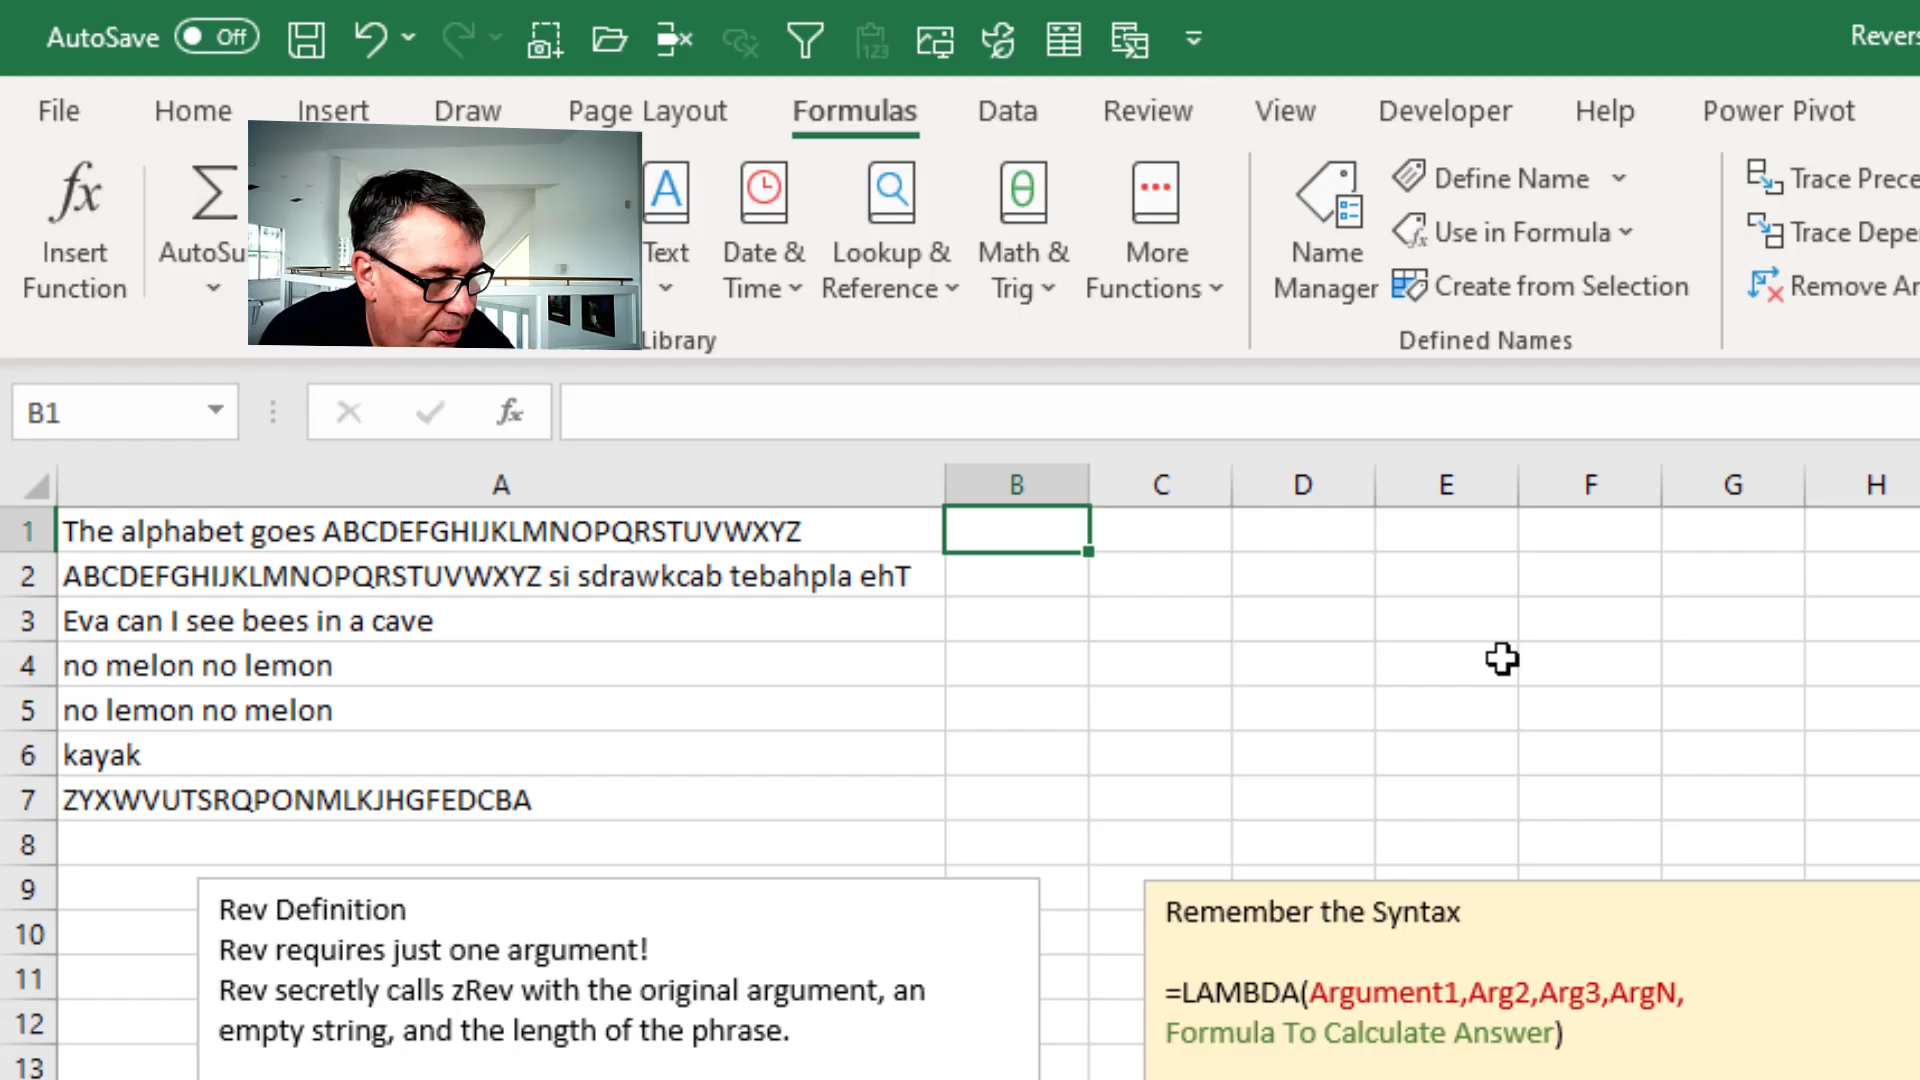 AutoSave Off
Revers
File Home Insert Draw Page Layout Formulas Data Review View Developer Help Power Pivot
fx
Insert
Function
AutoSu
Text
Date &
Time
Lookup &
Reference
Math &
Trig
More
Functions
Library
Name
Manager
Define Name
Use in Formula
Create from Selection
Defined Names
Trace Prece
Trace Depe
Remove Ar
B1 fx
A B C D E F G H
1 The alphabet goes ABCDEFGHIJKLMNOPQRSTUVWXYZ
2 ABCDEFGHIJKLMNOPQRSTUVWXYZ si sdrawkcab tebahpla ehT
3 Eva can I see bees in a cave
4 no melon no lemon
5 no lemon no melon
6 kayak
7 ZYXWVUTSRQPONMLKJHGFEDCBA
8
9
10
11
12
13
Rev Definition
Rev requires just one argument!
Rev secretly calls zRev with the original argument, an
empty string, and the length of the phrase.
Remember the Syntax
=LAMBDA(Argument1,Arg2,Arg3,ArgN,
Formula To Calculate Answer)